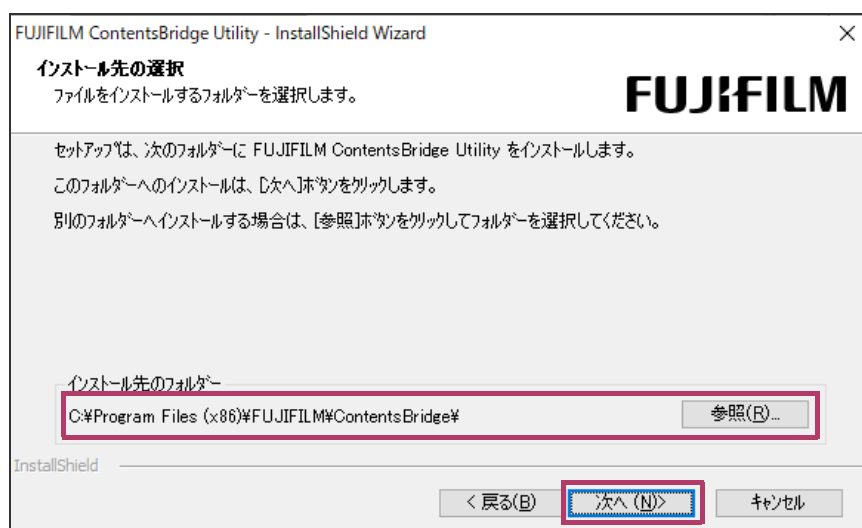 FUJIFILM ContentsBridge Utility - InstallShield Wizard
インストール先の選択
ファイルをインストールするフォルダーを選択します。
FUJIFILM
セットアップは、次のフォルダーに FUJIFILM ContentsBridge Utility をインストールします。
このフォルダーへのインストールは、[次へ]ボタンをクリックします。
別のフォルダーへインストールする場合は、[参照]ボタンをクリックしてフォルダーを選択してください。
インストール先のフォルダー
C:¥Program Files (x86)¥FUJIFILM¥ContentsBridge¥
参照(R)...
InstallShield
< 戻る(B)
次へ (N)>
キャンセル